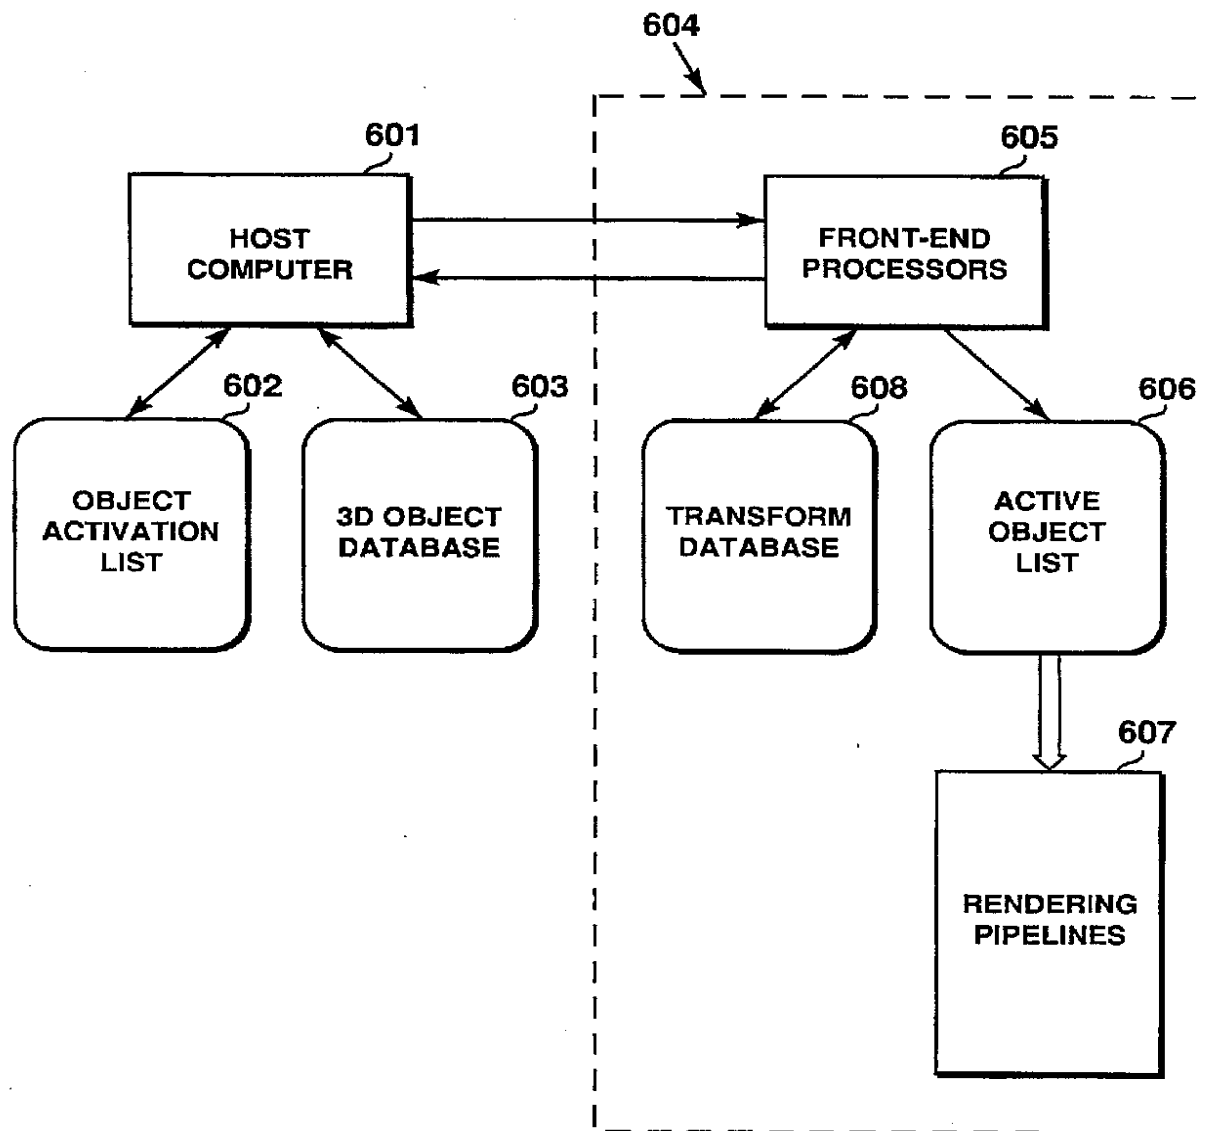 604
601
605
HOST
COMPUTER
FRONT-END
PROCESSORS
602
603
608
606
OBJECT
ACTIVATION
LIST
3D OBJECT
DATABASE
TRANSFORM
DATABASE
ACTIVE
OBJECT
LIST
607
RENDERING
PIPELINES